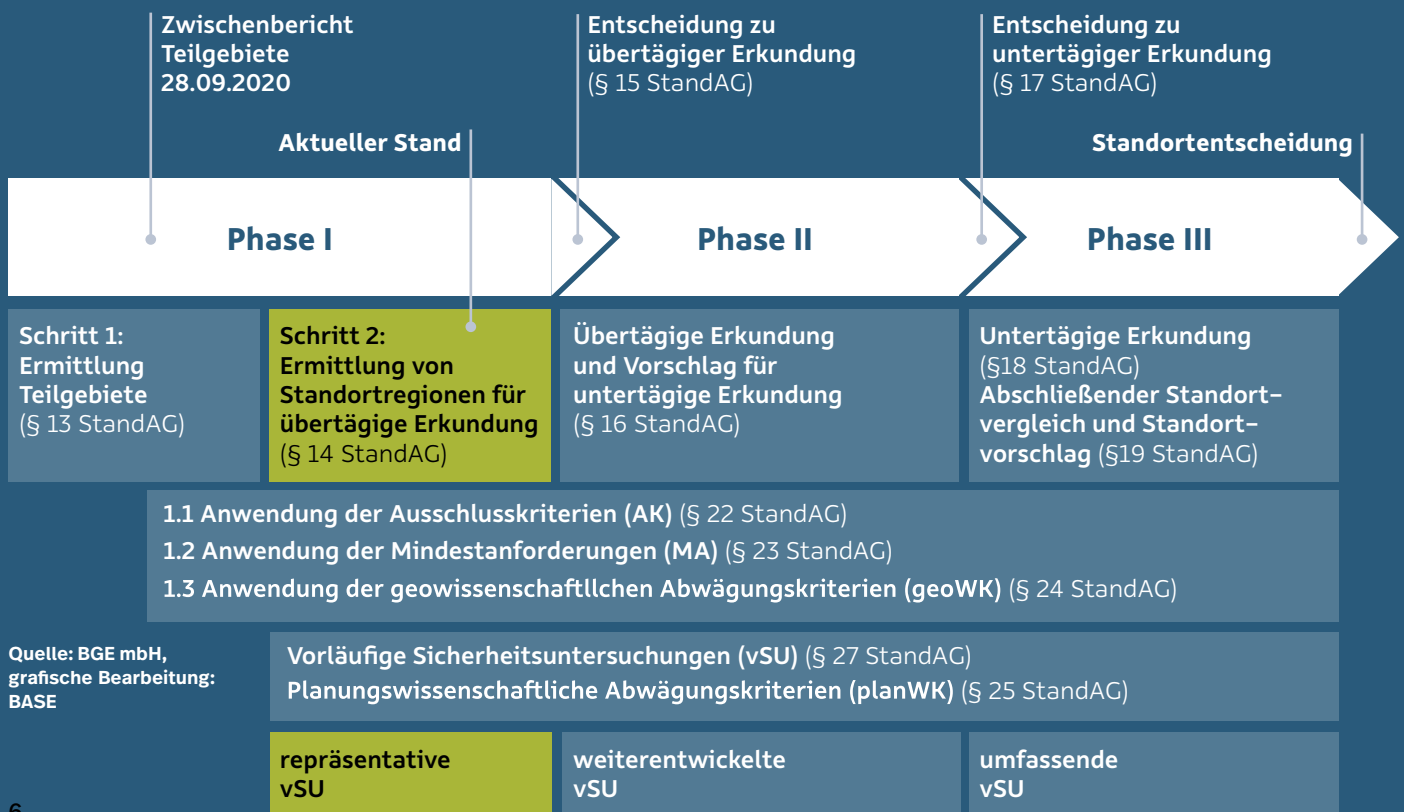 Zwischenbericht
Teilgebiete
28.09.2020
Entscheidung zu
übertägiger Erkundung
(§ 15 StandAG)
Entscheidung zu
untertägiger Erkundung
(§ 17 StandAG)
Aktueller Stand
Standortentscheidung
Phase I
Phase II
Phase III
Schritt 1:
Ermittlung
Teilgebiete
(§ 13 StandAG)
Schritt 2:
Ermittlung von
Standortregionen für
übertägige Erkundung
(§ 14 StandAG)
Übertägige Erkundung
und Vorschlag für
untertägige Erkundung
(§ 16 StandAG)
Untertägige Erkundung
(§18 StandAG)
Abschließender Standort-
vergleich und Standort-
vorschlag (§19 StandAG)
1.1 Anwendung der Ausschlusskriterien (AK) (§ 22 StandAG)
1.2 Anwendung der Mindestanforderungen (MA) (§ 23 StandAG)
1.3 Anwendung der geowissenschaftllchen Abwägungskriterien (geoWK) (§ 24 StandAG)
Quelle: BGE mbH,
grafische Bearbeitung:
BASE
Vorläufige Sicherheitsuntersuchungen (vSU) (§ 27 StandAG)
Planungswissenschaftliche Abwägungskriterien (planWK) (§ 25 StandAG)
repräsentative
vSU
weiterentwickelte
vSU
umfassende
vSU
6